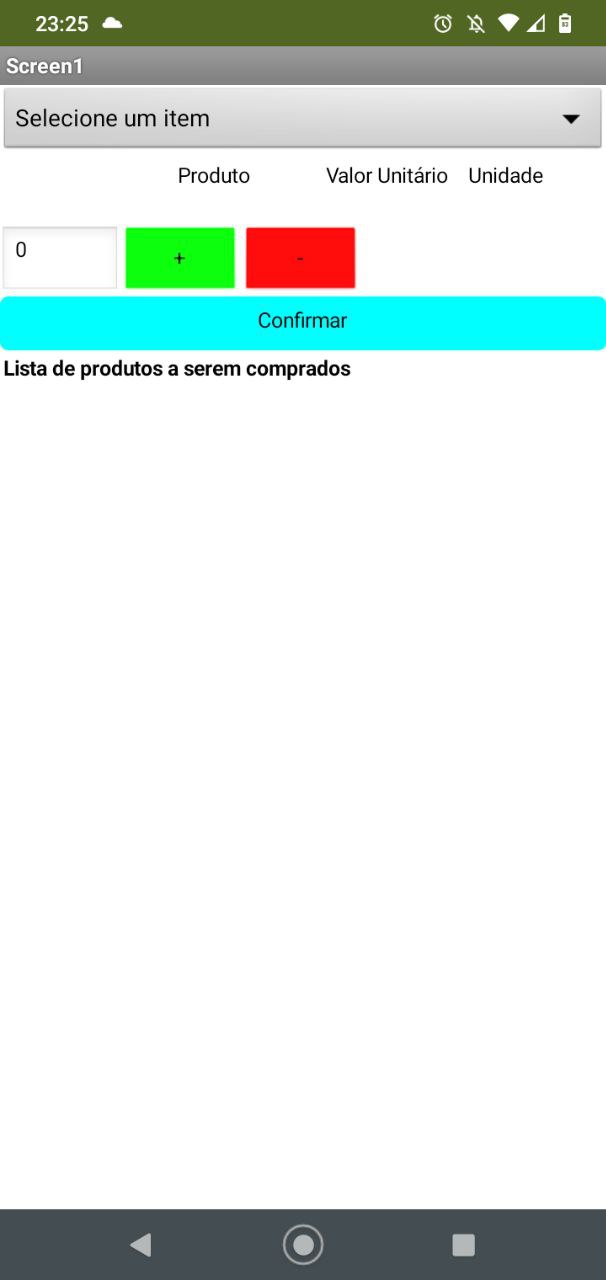 23:25
Screen1
Selecione um item
Produto Valor Unitário Unidade
0 + -
Confirmar
Lista de produtos a serem comprados